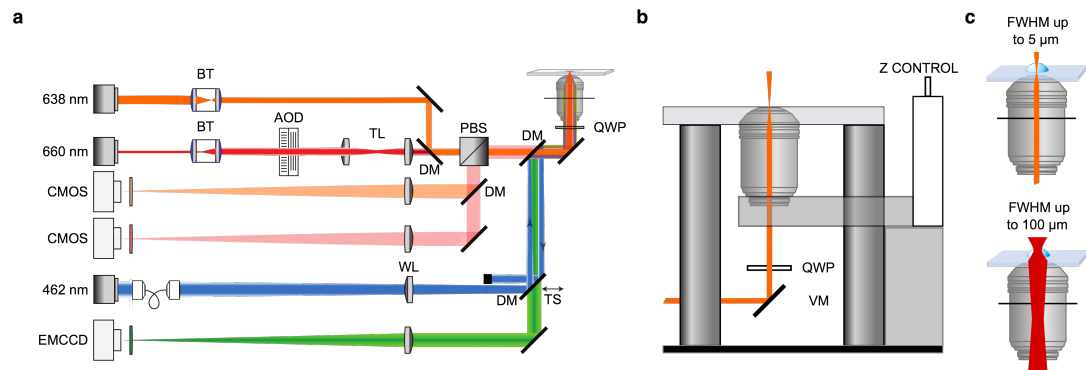 a
BT
638 nm
BT
AOD
TL
660 nm
DM
PBS
DM
QWP
CMOS
DM
CMOS
WL
462 nm
DM
TS
EMCCD
b
Z CONTROL
QWP
VM
c
FWHM up
to 5 µm
FWHM up
to 100 µm